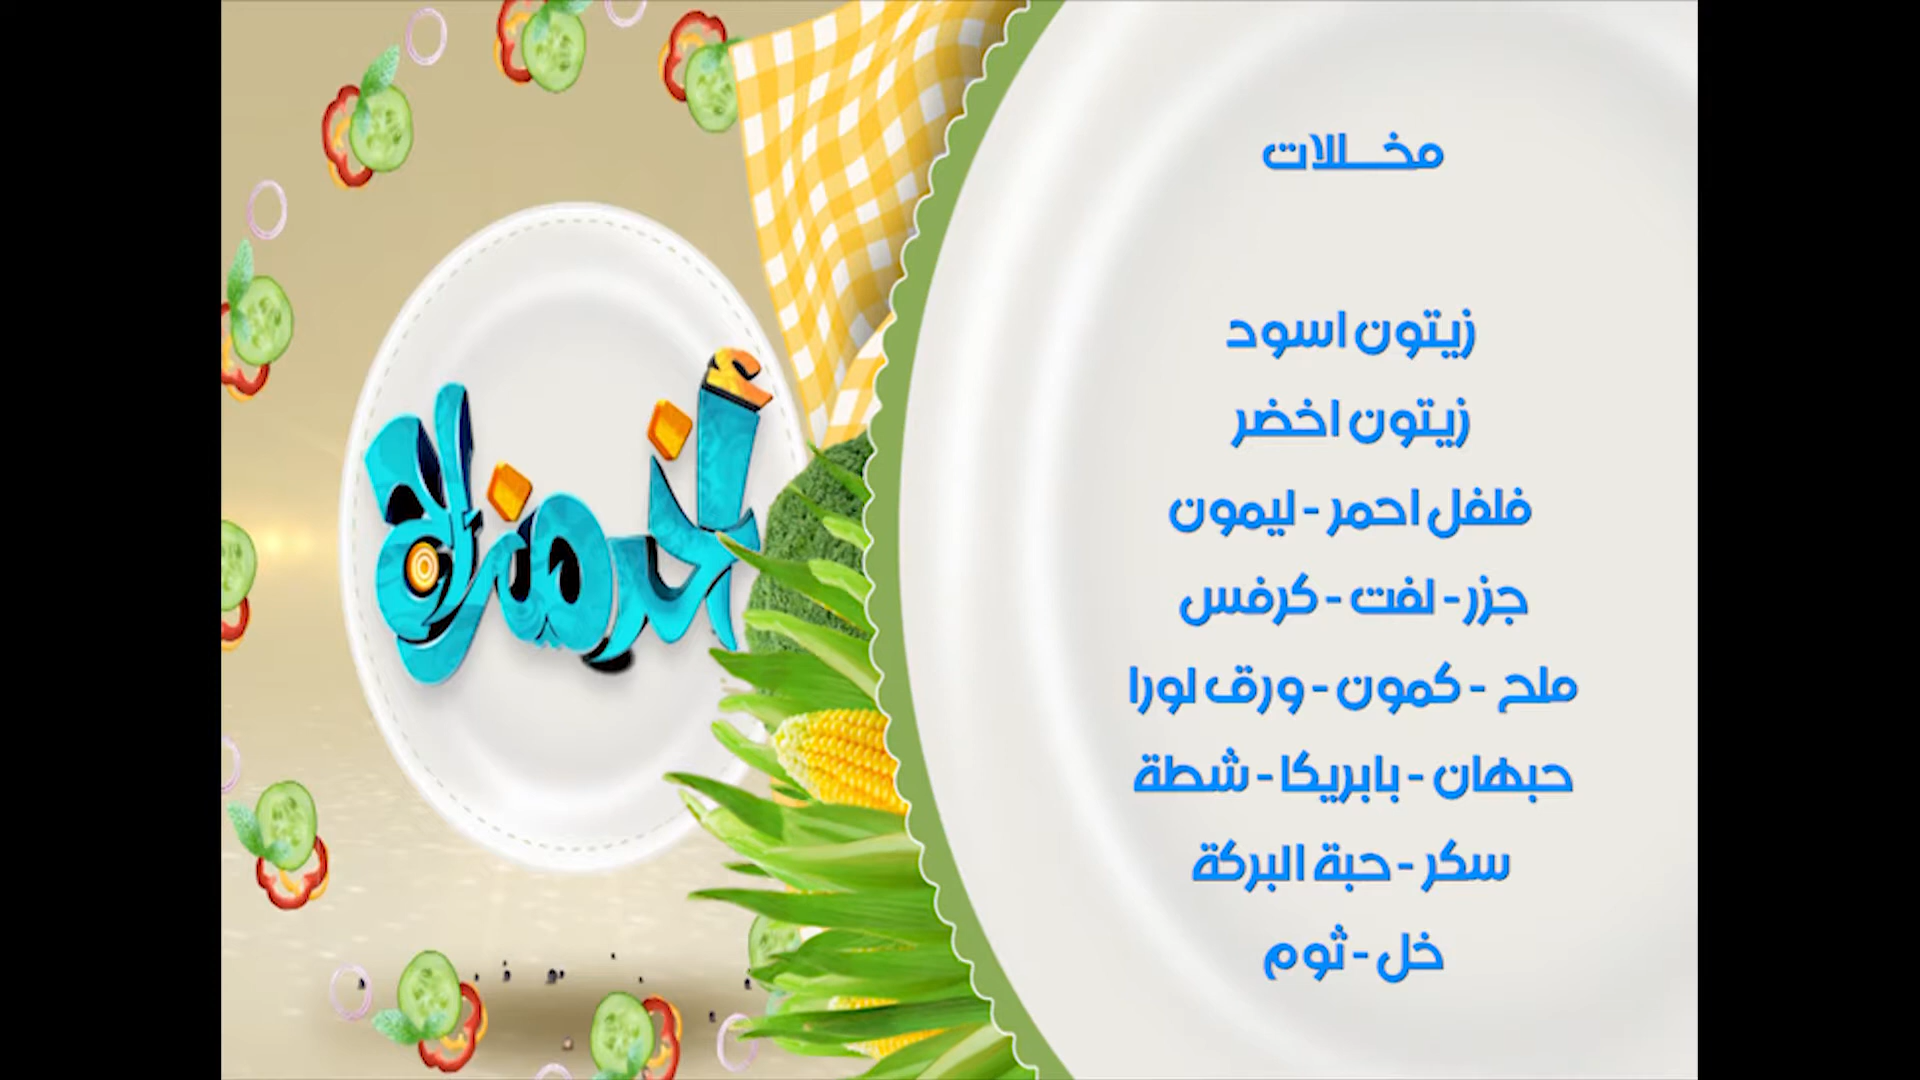 مخـــللات
زيتون اسود
زيتون اخضر
فلفل احمر - ليمون
جزر - لفت - كرفس
ملح - كمون - ورق لورا
حبهان - بابريكا - شطة
سكر - حبة البركة
خل - ثوم